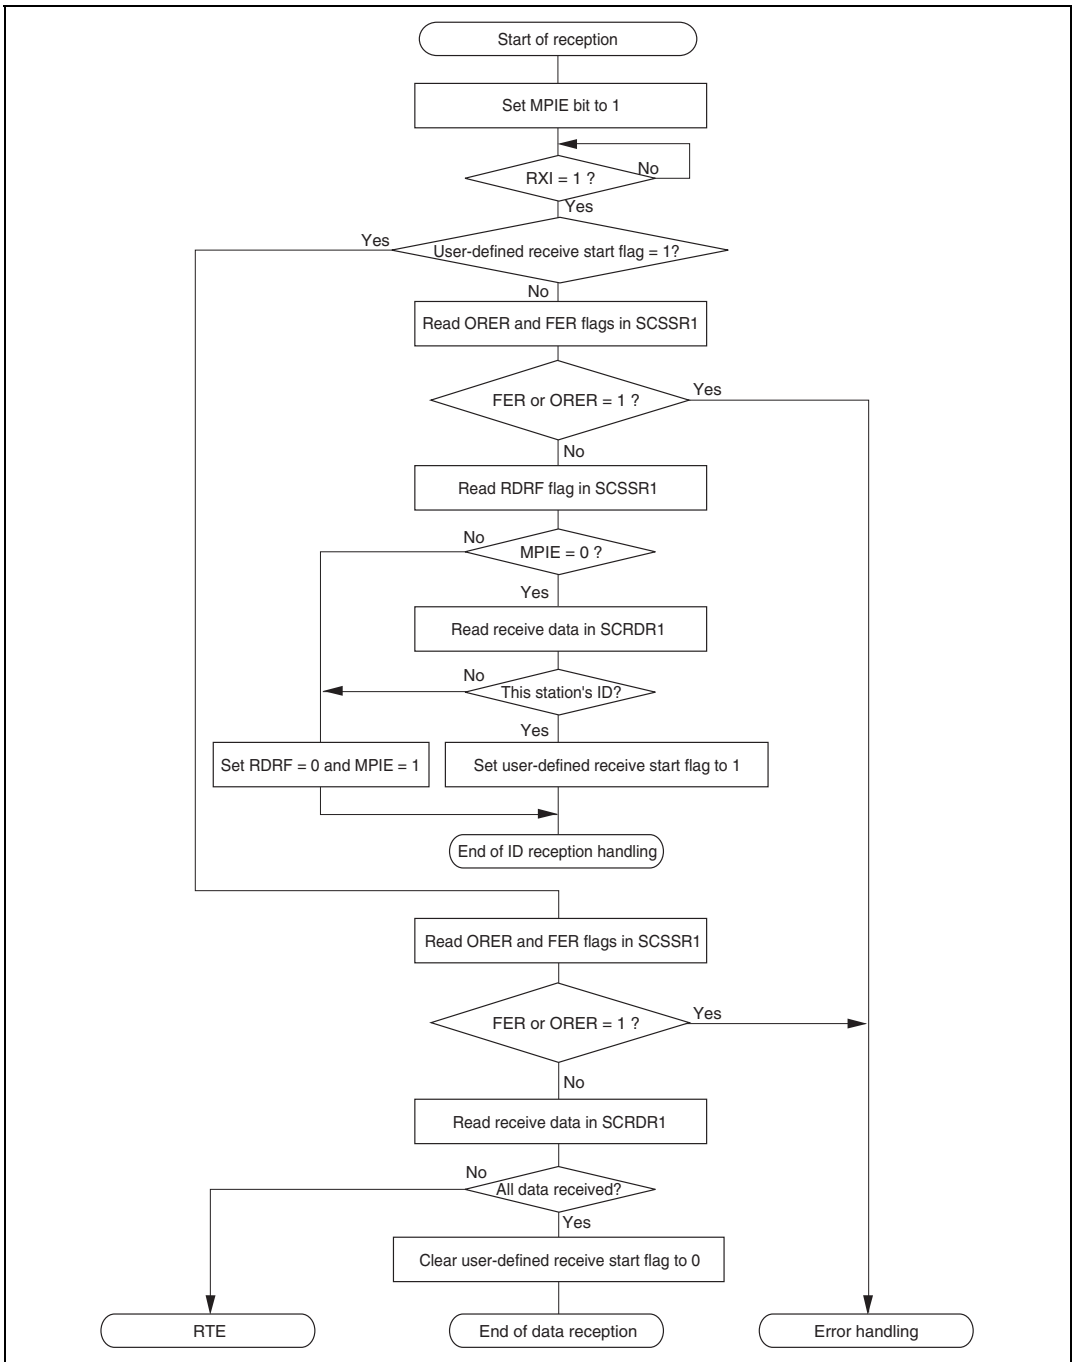 Start of reception
Set MPIE bit to 1
No
RXI = 1 ?
Yes
Yes
User-defined receive start flag = 1?
No
Read ORER and FER flags in SCSSR1
Yes
FER or ORER = 1 ?
No
Read RDRF flag in SCSSR1
No
MPIE = 0 ?
Yes
Read receive data in SCRDR1
No
This station's ID?
Yes
Set RDRF = 0 and MPIE = 1
Set user-defined receive start flag to 1
End of ID reception handling
Read ORER and FER flags in SCSSR1
Yes
FER or ORER = 1 ?
No
Read receive data in SCRDR1
No
All data received?
Yes
Clear user-defined receive start flag to 0
RTE
End of data reception
Error handling